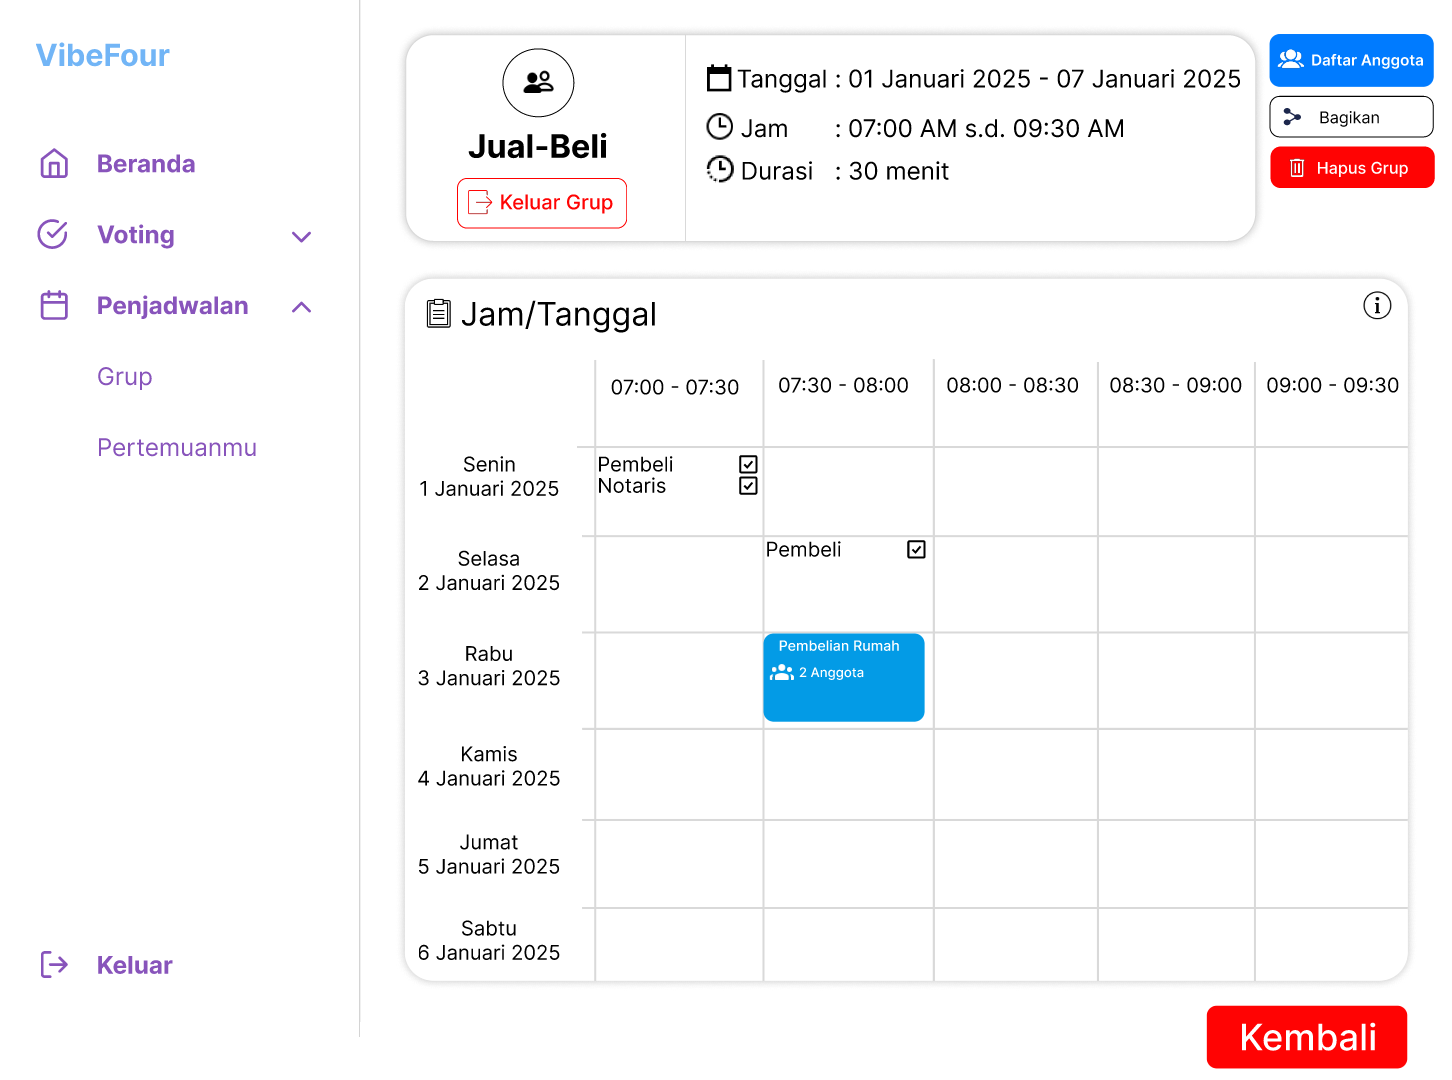 VibeFour
Beranda
Voting
Penjadwalan
Grup
Pertemuanmu
Keluar
Jual-Beli
Keluar Grup
Tanggal : 01 Januari 2025 - 07 Januari 2025
Jam : 07:00 AM s.d. 09:30 AM
Durasi : 30 menit
Daftar Anggota
Bagikan
Hapus Grup
Jam/Tanggal
07:00 - 07:30 07:30 - 08:00 08:00 - 08:30 08:30 - 09:00 09:00 - 09:30
Senin
1 Januari 2025
Pembeli
Notaris
Selasa
2 Januari 2025
Pembeli
Rabu
3 Januari 2025
Pembelian Rumah
2 Anggota
Kamis
4 Januari 2025
Jumat
5 Januari 2025
Sabtu
6 Januari 2025
Kembali